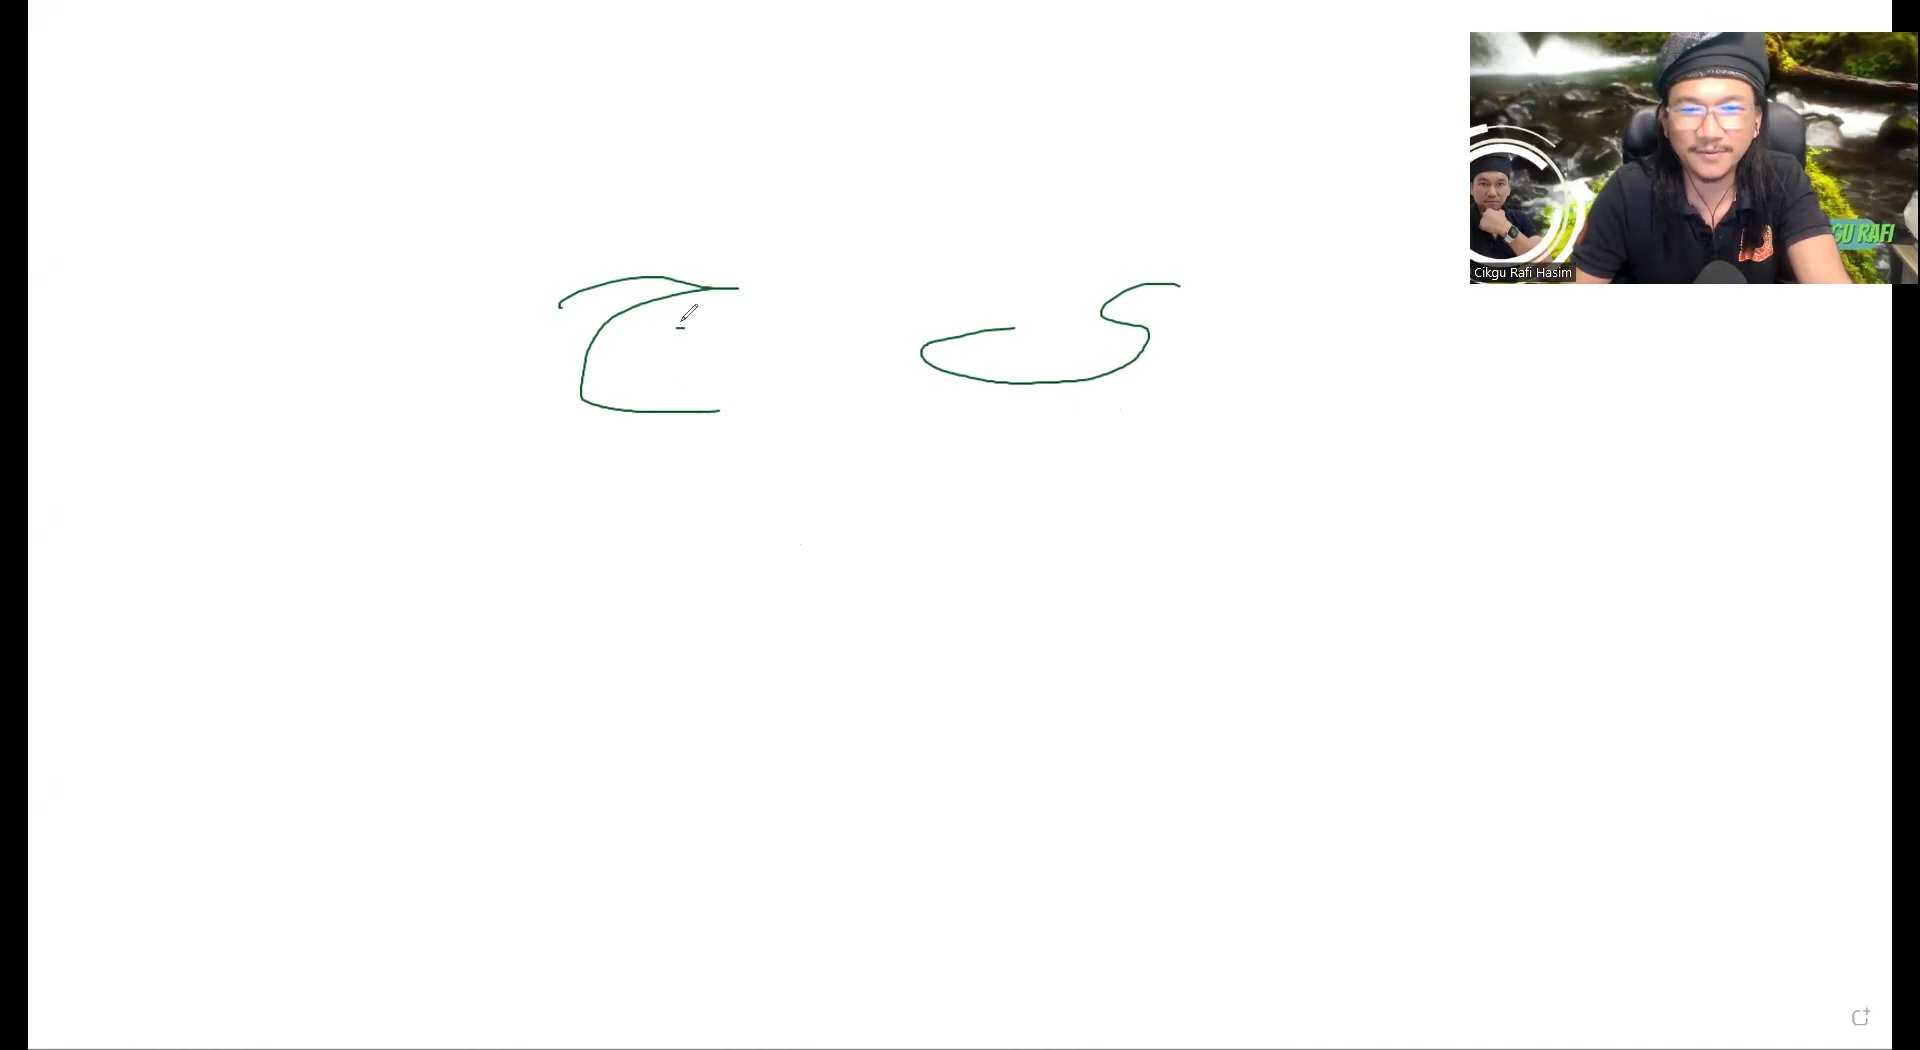 ى ح
Cikgu Rafi Hasim
GU RAFI